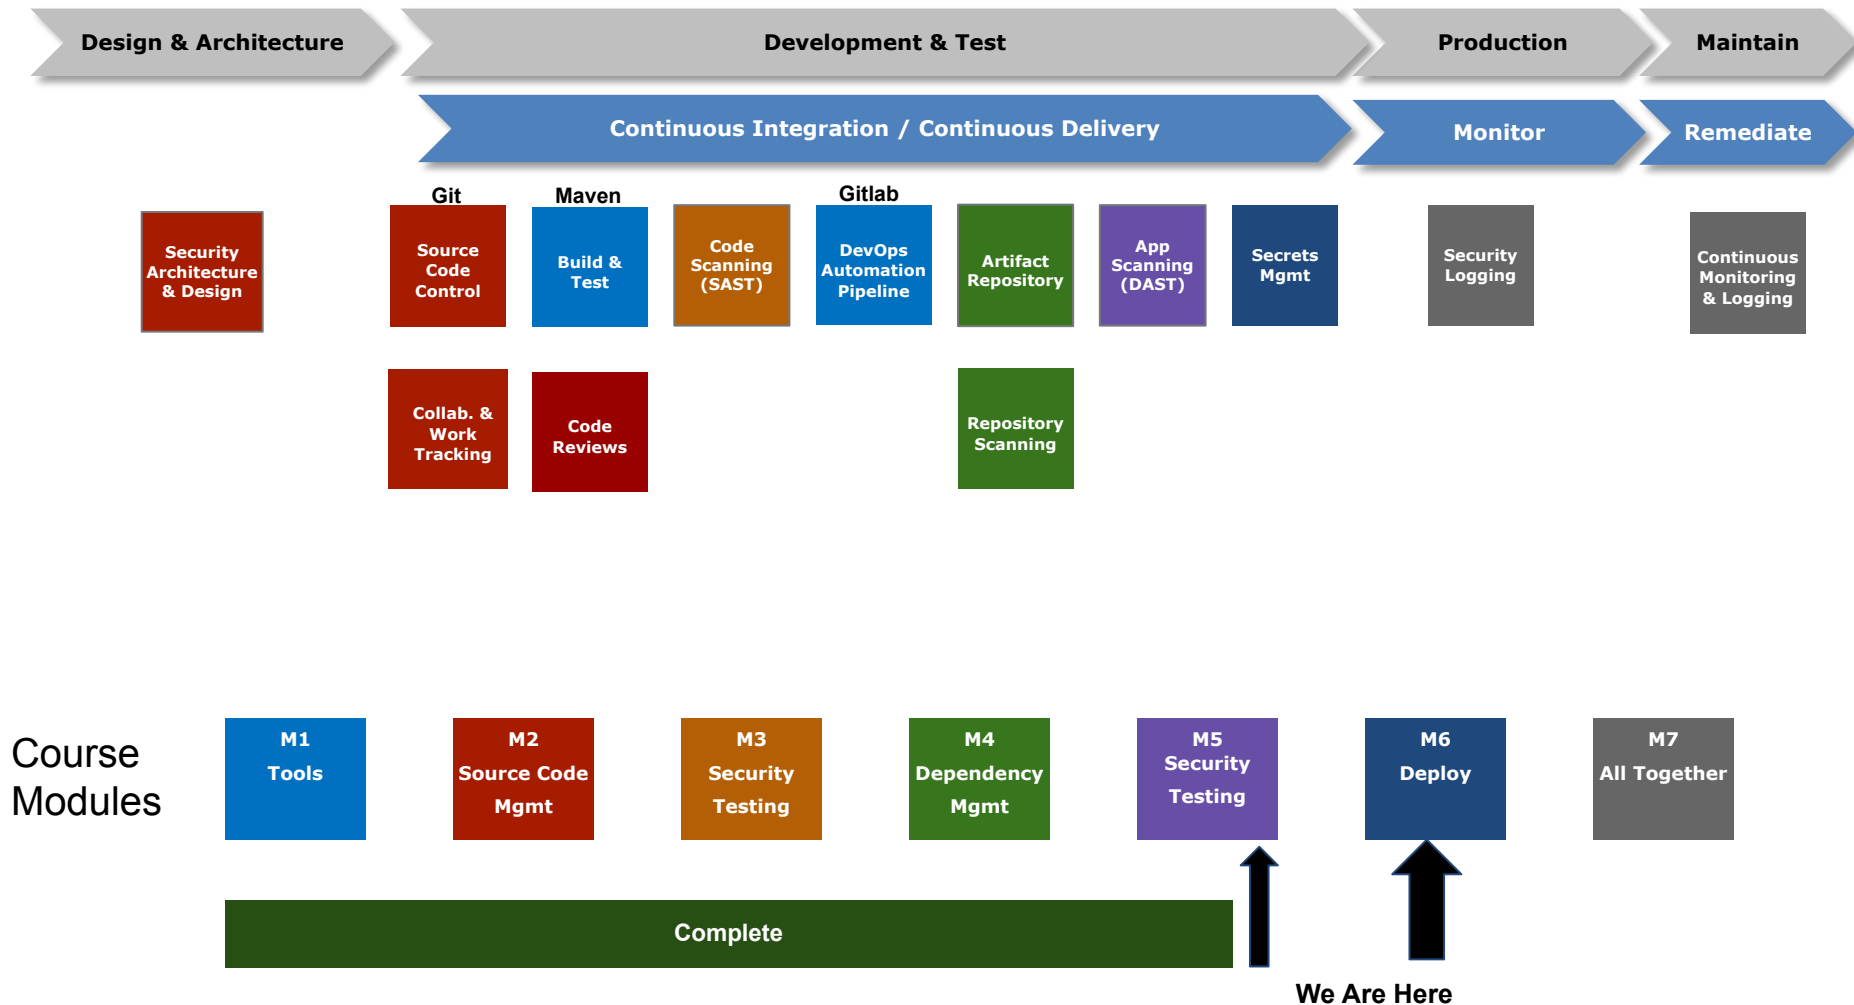 Design & Architecture
Development & Test
Production
Maintain
Continuous Integration / Continuous Delivery
Monitor
Remediate
Git
Maven
Gitlab
Security
Architecture
& Design
Source
Code
Control
Build &
Test
Code
Scanning
(SAST)
DevOps
Automation
Pipeline
Artifact
Repository
App
Scanning
(DAST)
Secrets
Mgmt
Security
Logging
Continuous
Monitoring
& Logging
Collab. &
Work
Tracking
Code
Reviews
Repository
Scanning
Course
Modules
M1
Tools
M2
Source Code
Mgmt
M3
Security
Testing
M4
Dependency
Mgmt
M5
Security
Testing
M6
Deploy
M7
All Together
Complete
We Are Here